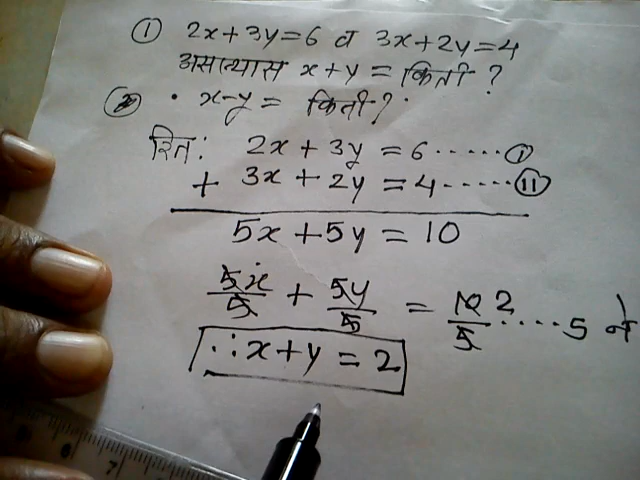 ① 2x+3y=6 व 3x+2y=4
असल्यास x+y = किती ?
② • x-y = किती ?
रित: 2x + 3y = 6 ...... ①
+ 3x + 2y = 4 ...... ⑪
5x + 5y = 10
5x/5 + 5y/5 = 10/5 2 .... 5 ने
∴ x+y = 2